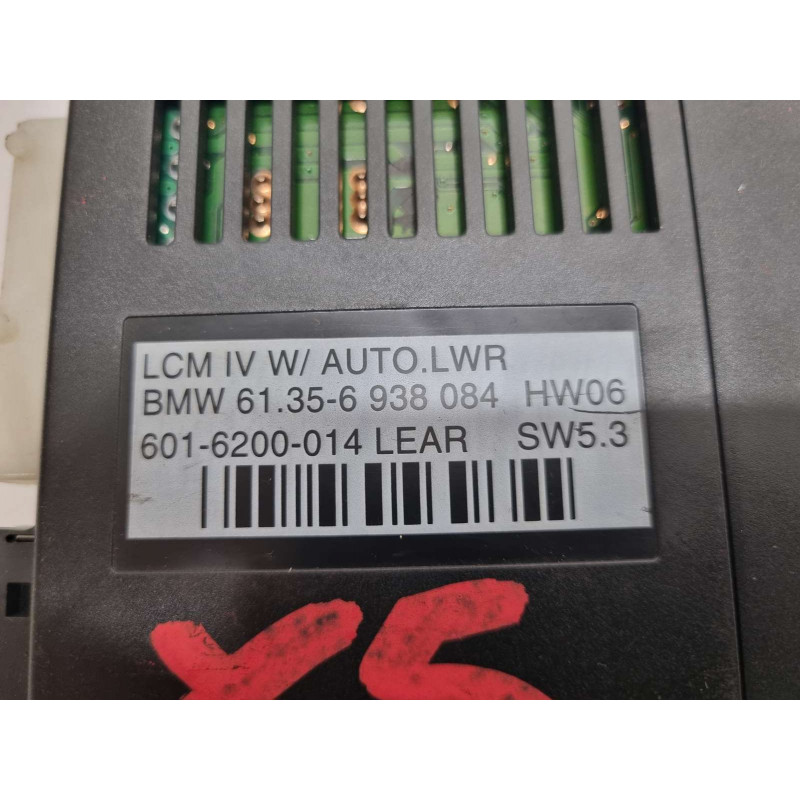 LCM IV W/ AUTO.LWR
BMW 61.35-6 938 084 HW06
601-6200-014 LEAR SW5.3
X5